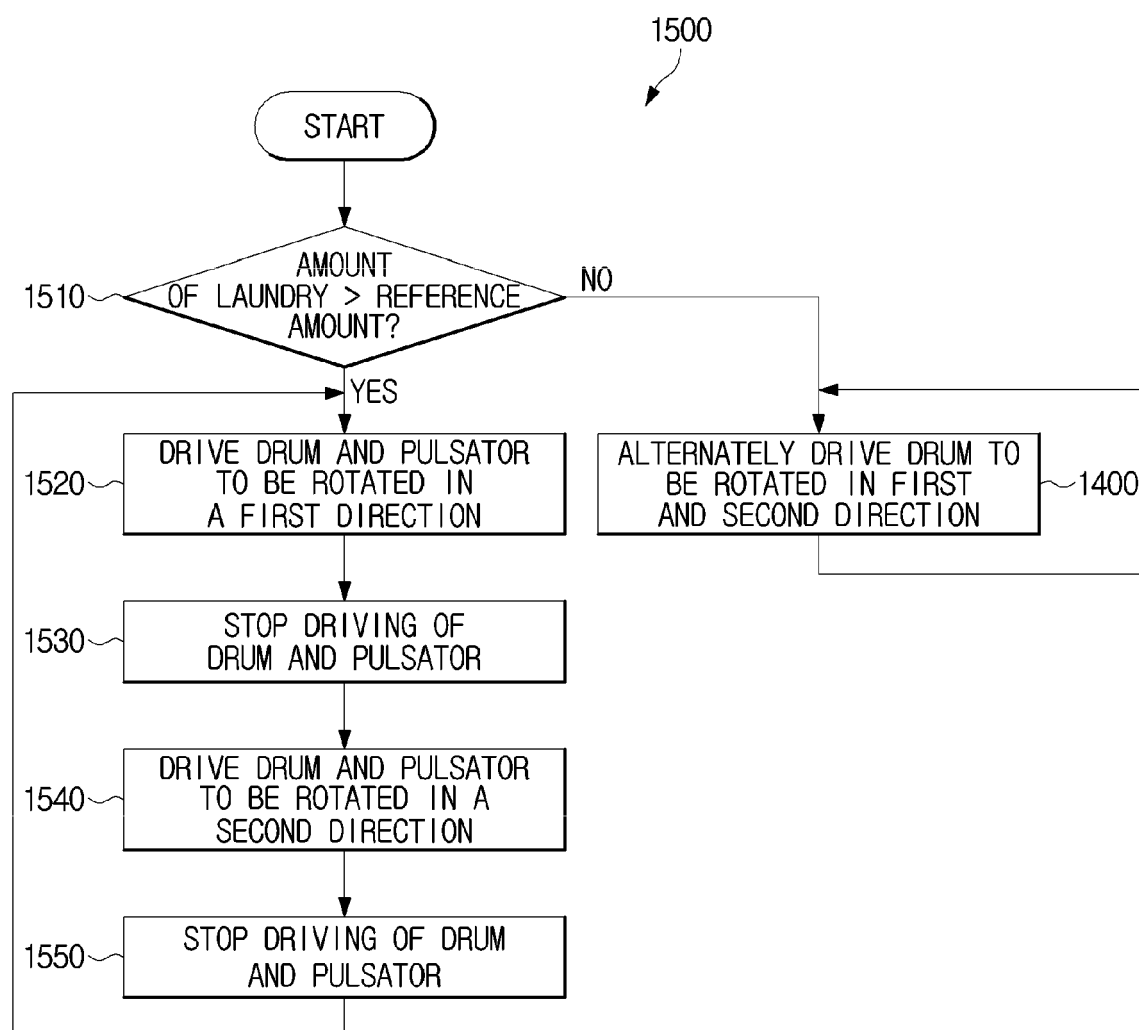 1500
START
AMOUNT
OF LAUNDRY > REFERENCE
AMOUNT?
1510
NO
YES
DRIVE DRUM AND PULSATOR
TO BE ROTATED IN
A FIRST DIRECTION
1520
ALTERNATELY DRIVE DRUM TO
BE ROTATED IN FIRST
AND SECOND DIRECTION
1400
STOP DRIVING OF
DRUM AND PULSATOR
1530
DRIVE DRUM AND PULSATOR
TO BE ROTATED IN A
SECOND DIRECTION
1540
STOP DRIVING OF DRUM
AND PULSATOR
1550